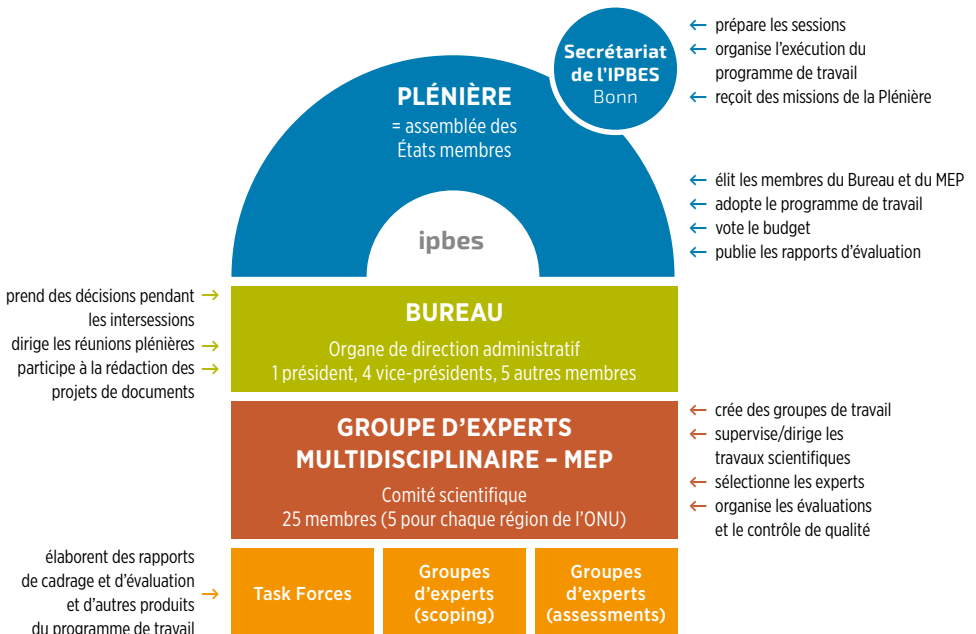 Secrétariat
de l'IPBES
Bonn
← prépare les sessions
← organise l'exécution du
programme de travail
← reçoit des missions de la Plénière
PLÉNIÈRE
= assemblée des
États membres
ipbes
← élit les membres du Bureau et du MEP
← adopte le programme de travail
← vote le budget
← publie les rapports d'évaluation
prend des décisions pendant →
les intersessions
dirige les réunions plénières →
participe à la rédaction des →
projets de documents
BUREAU
Organe de direction administratif
1 président, 4 vice-présidents, 5 autres membres
GROUPE D'EXPERTS
MULTIDISCIPLINAIRE – MEP
Comité scientifique
25 membres (5 pour chaque région de l'ONU)
← crée des groupes de travail
← supervise/dirige les
travaux scientifiques
← sélectionne les experts
← organise les évaluations
et le contrôle de qualité
élaborent des rapports
de cadrage et d'évaluation
et d'autres produits →
du programme de travail
Task Forces
Groupes
d'experts
(scoping)
Groupes
d'experts
(assessments)